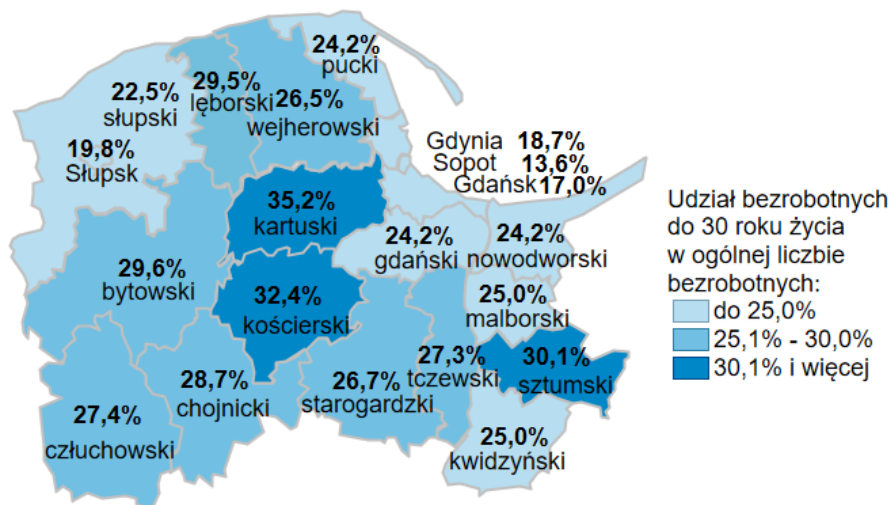 24,2%
pucki
29,5%
lęborski
22,5%
słupski
26,5%
wejherowski
19,8%
Słupsk
Gdynia 18,7%
Sopot 13,6%
Gdańsk 17,0%
35,2%
kartuski
24,2%
gdański
24,2%
nowodworski
29,6%
bytowski
32,4%
kościerski
25,0%
malborski
27,3%
tczewski
30,1%
sztumski
28,7%
chojnicki
26,7%
starogardzki
27,4%
człuchowski
25,0%
kwidzyński
Udział bezrobotnych
do 30 roku życia
w ogólnej liczbie
bezrobotnych:
do 25,0%
25,1% - 30,0%
30,1% i więcej